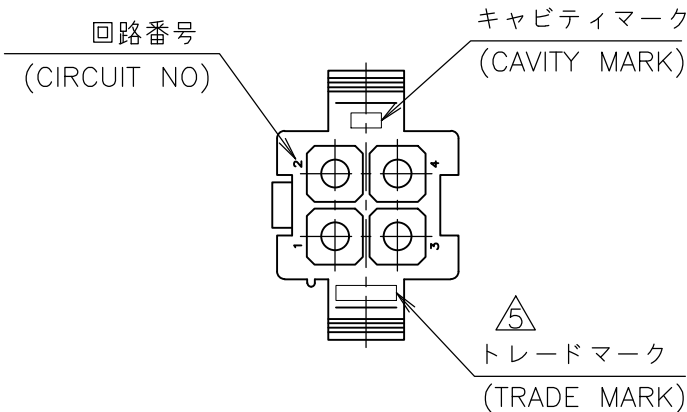 回路番号
(CIRCUIT NO)
キャビティマーク
(CAVITY MARK)
2
4
1
3
5
トレードマーク
(TRADE MARK)